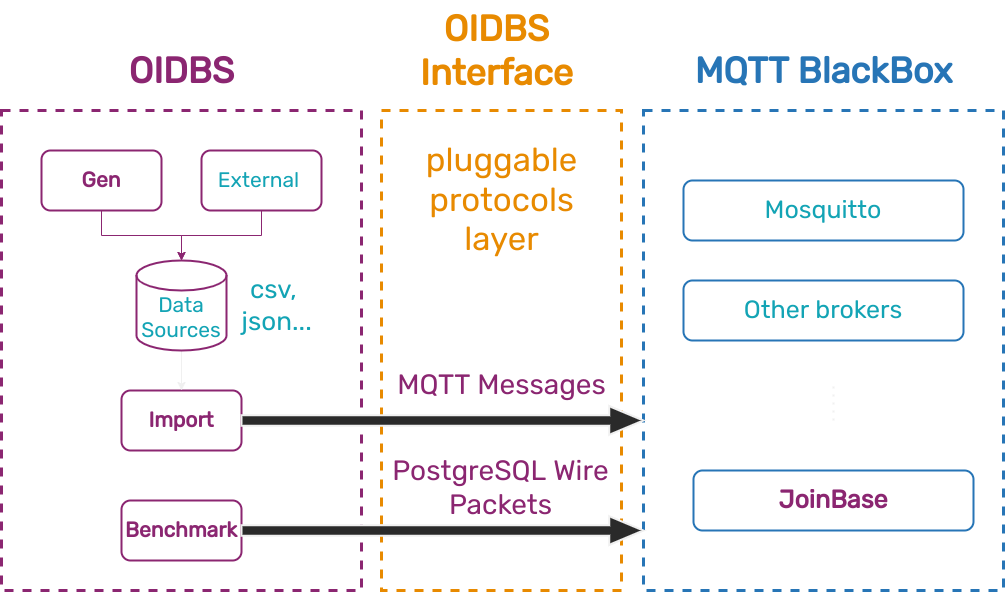 OIDBS
OIDBS
Interface
MQTT BlackBox
Gen
External
Data
Sources
csv,
json...
Import
Benchmark
pluggable
protocols
layer
MQTT Messages
PostgreSQL Wire
Packets
Mosquitto
Other brokers
JoinBase